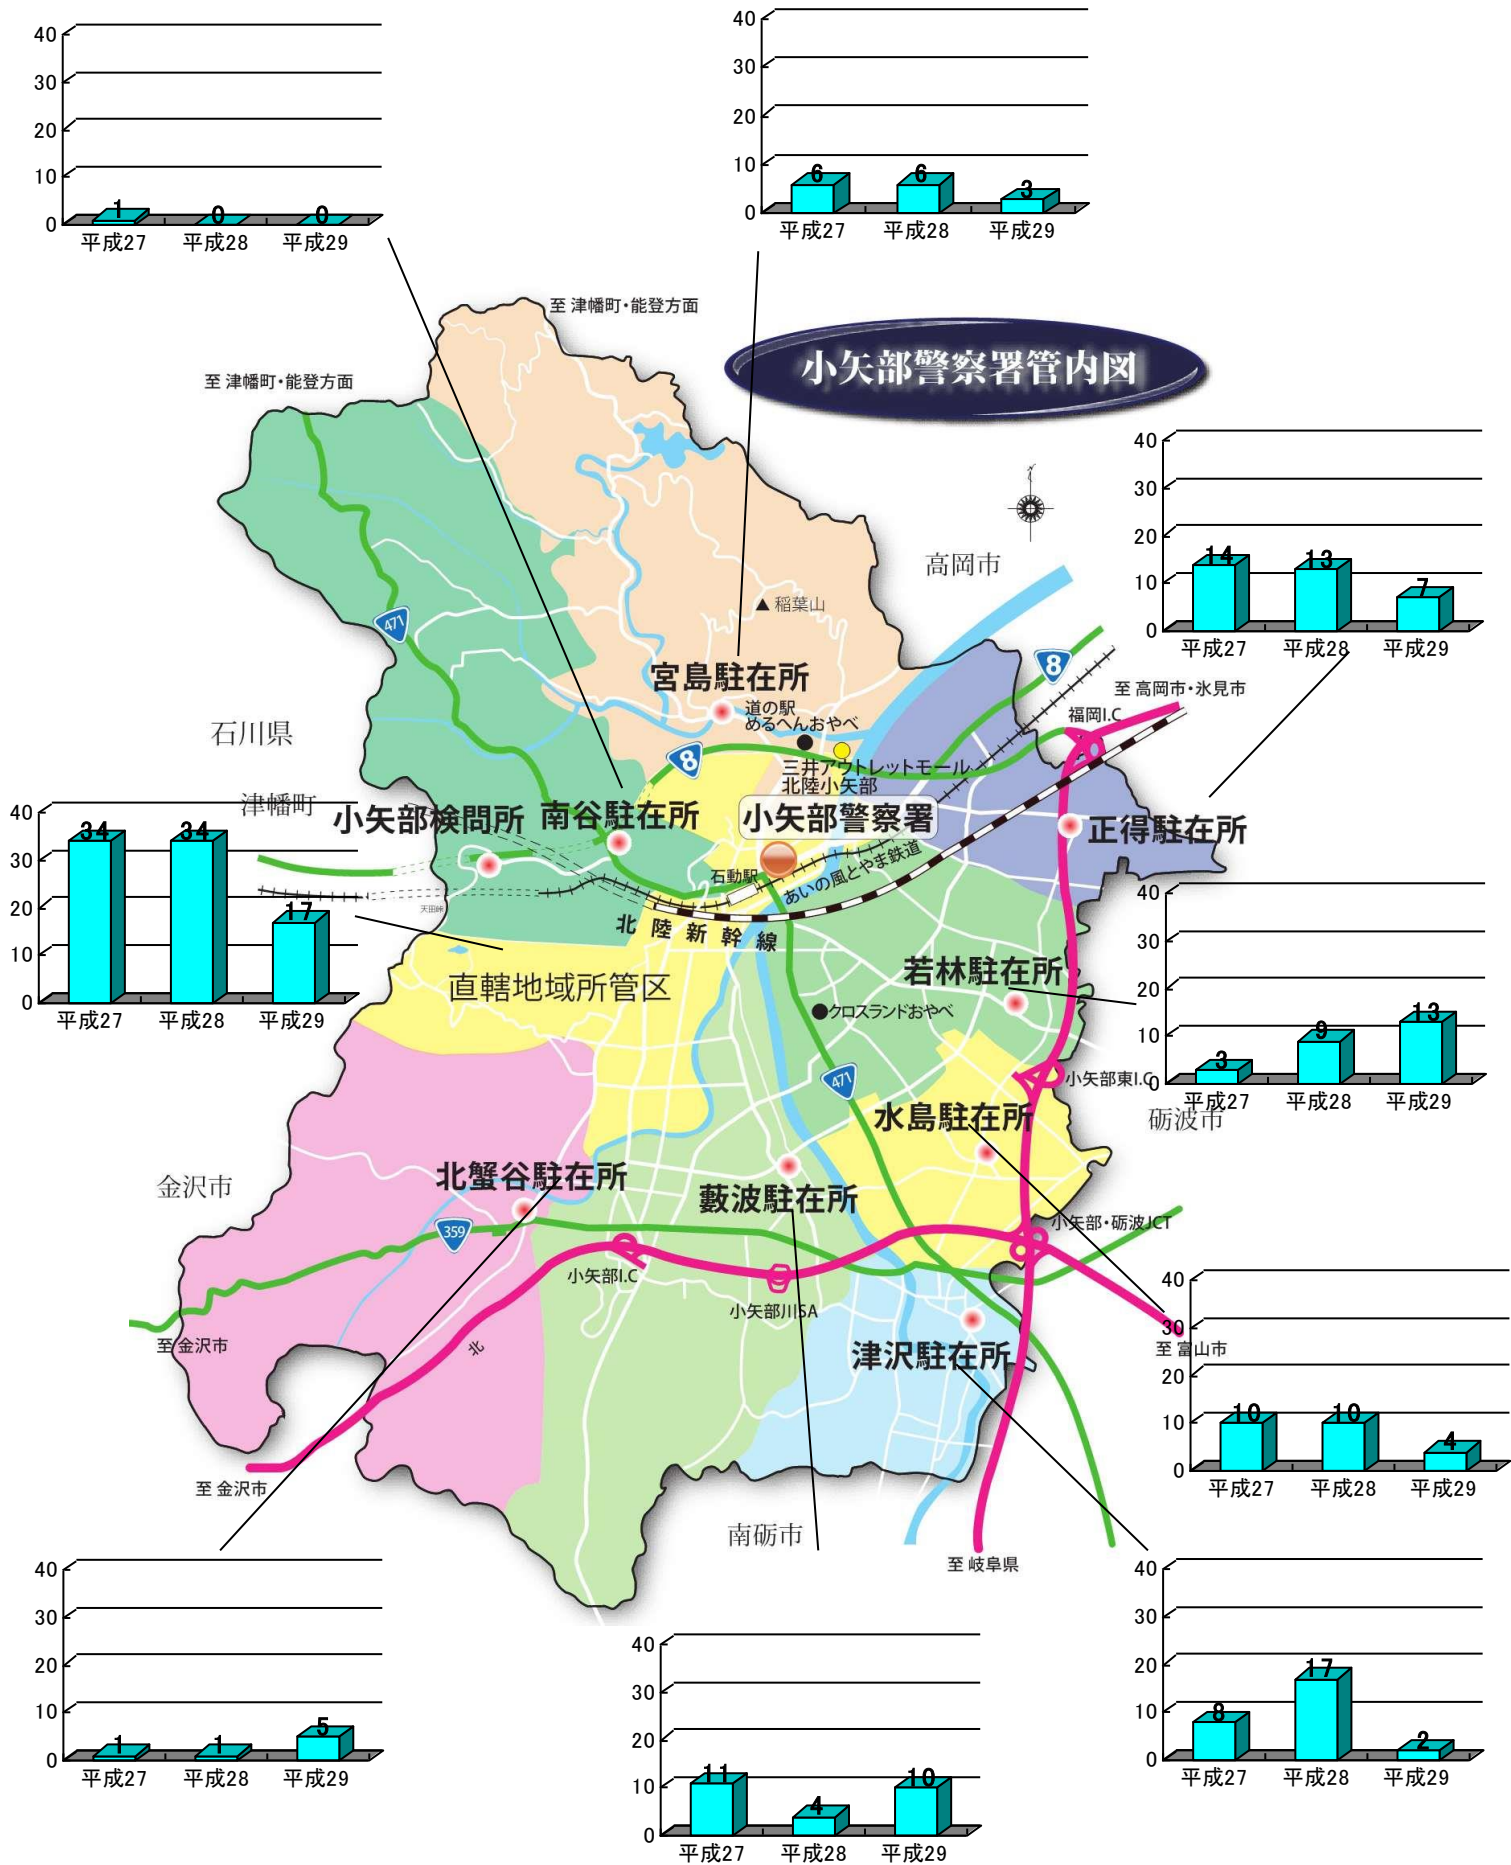 40
30
20
10
0
1
0
0
平成27
平成28
平成29
40
30
20
10
0
6
6
3
平成27
平成28
平成29
至 津幡町・能登方面
至 津幡町・能登方面
小矢部警察署管内図
40
30
20
10
0
14
13
7
平成27
平成28
平成29
高岡市
▲ 稲葉山
471
8
宮島駐在所
道の駅
めるへんおやべ
至 高岡市・氷見市
福岡I.C
石川県
8
三井アウトレットモール
北陸小矢部
津幡町
小矢部検問所
南谷駐在所
小矢部警察署
正得駐在所
石動駅
あいの風とやま鉄道
天田峠
北陸新幹線
40
30
20
10
0
34
34
17
平成27
平成28
平成29
直轄地域所管区
若林駐在所
クロスランドおやべ
40
30
20
10
0
3
9
13
平成27
平成28
平成29
471
小矢部東I.C
砺波市
水島駐在所
金沢市
北蟹谷駐在所
藪波駐在所
359
小矢部・砺波JCT
小矢部I.C
小矢部川SA
至 金沢市
北
津沢駐在所
至 富山市
40
30
20
10
0
10
10
4
平成27
平成28
平成29
至 金沢市
南砺市
至 岐阜県
40
30
20
10
0
1
1
5
平成27
平成28
平成29
40
30
20
10
0
11
4
10
平成27
平成28
平成29
40
30
20
10
0
8
17
2
平成27
平成28
平成29